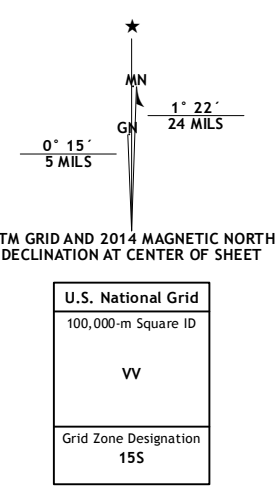 ★
MN
1° 22´
24 MILS
GN
0° 15´
5 MILS
TM GRID AND 2014 MAGNETIC NORTH
DECLINATION AT CENTER OF SHEET
U.S. National Grid
100,000-m Square ID
VV
Grid Zone Designation
15S